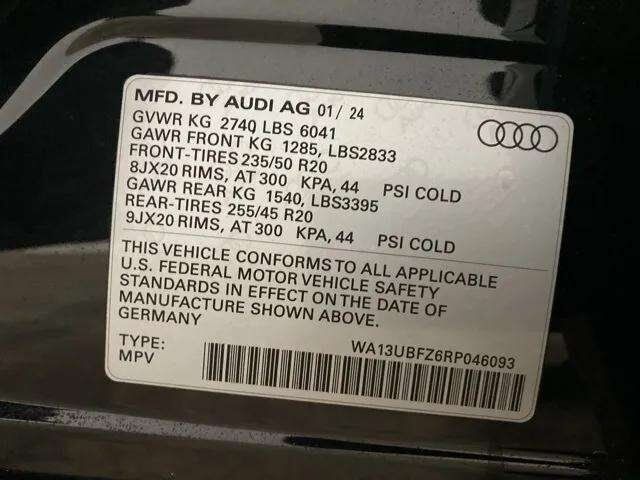 MFD. BY AUDI AG 01/ 24
GVWR KG 2740 LBS 6041
GAWR FRONT KG 1285, LBS2833
FRONT-TIRES 235/50 R20
8JX20 RIMS, AT 300 KPA, 44 PSI COLD
GAWR REAR KG 1540, LBS3395
REAR-TIRES 255/45 R20
9JX20 RIMS, AT 300 KPA, 44 PSI COLD
THIS VEHICLE CONFORMS TO ALL APPLICABLE
U.S. FEDERAL MOTOR VEHICLE SAFETY
STANDARDS IN EFFECT ON THE DATE OF
MANUFACTURE SHOWN ABOVE.
GERMANY
TYPE: WA13UBFZ6RP046093
MPV